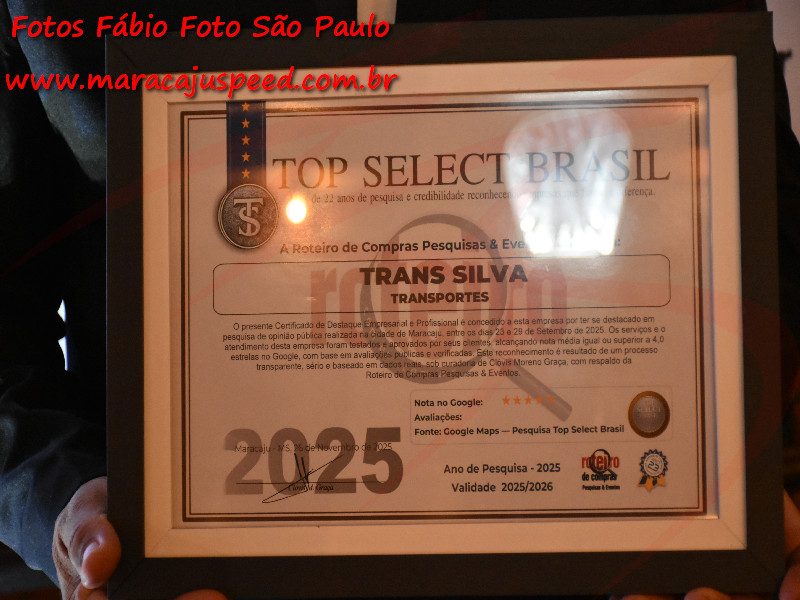 Fotos Fábio Foto São Paulo
www.maracajuspeed.com.br
TOP SELECT BRASIL
de 22 anos de pesquisa e credibilidade
A Roteiro de Compras Pesquisas &
TRANS SILVA
TRANSPORTES
O presente Certificado de Destaque Empresarial e Profissional é concedido a esta empresa por ter se destacado em
pesquisa de opinião pública realizada na cidade de Maracaju, entre os dias 23 e 29 de Setembro de 2025. Os serviços e o
atendimento desta empresa foram testados e aprovados por seus clientes, alcançando nota média igual ou superior a 4,0
estrelas no Google, com base em avaliações públicas e verificadas. Este reconhecimento é resultado de um processo
transparente, sério e baseado em dados reais, sob curadoria de Clóvis Moreno Graça, com respaldo da
Roteiro de Compras Pesquisas & Eventos.
Nota no Google:
Avaliações:
Fonte: Google Maps — Pesquisa Top Select Brasil
Maracaju - MS, 26 de Novembro de 2025
2025
Ano de Pesquisa - 2025
Validade 2025/2026
roteiro
de compras
Pesquisas & Eventos